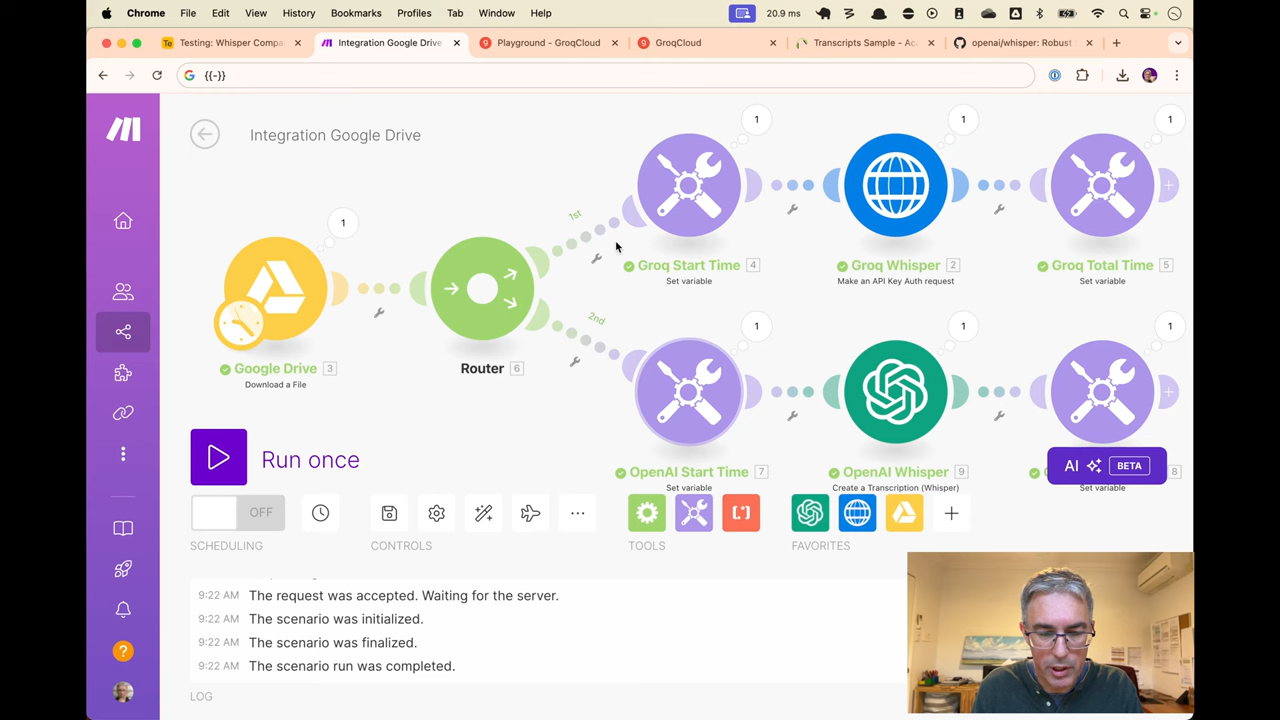 Chrome File Edit View History Bookmarks Profiles Tab Window Help 20.9 ms
Testing: Whisper Compa
Integration Google Drive
Playground - GroqCloud
GroqCloud
Transcripts Sample - Ac
openai/whisper: Robust
{{-}}
Integration Google Drive
1
1
1
1st
1
Groq Start Time 4
Set variable
Groq Whisper 2
Make an API Key Auth request
Groq Total Time 5
Set variable
2nd
1
1
1
Google Drive 3
Download a File
Router 6
Run once
AI BETA
OpenAI Start Time 7
Set variable
OpenAI Whisper 9
Create a Transcription (Whisper)
8
Set variable
OFF
SCHEDULING
CONTROLS
TOOLS
FAVORITES
9:22 AM The request was accepted. Waiting for the server.
9:22 AM The scenario was initialized.
9:22 AM The scenario was finalized.
9:22 AM The scenario run was completed.
LOG